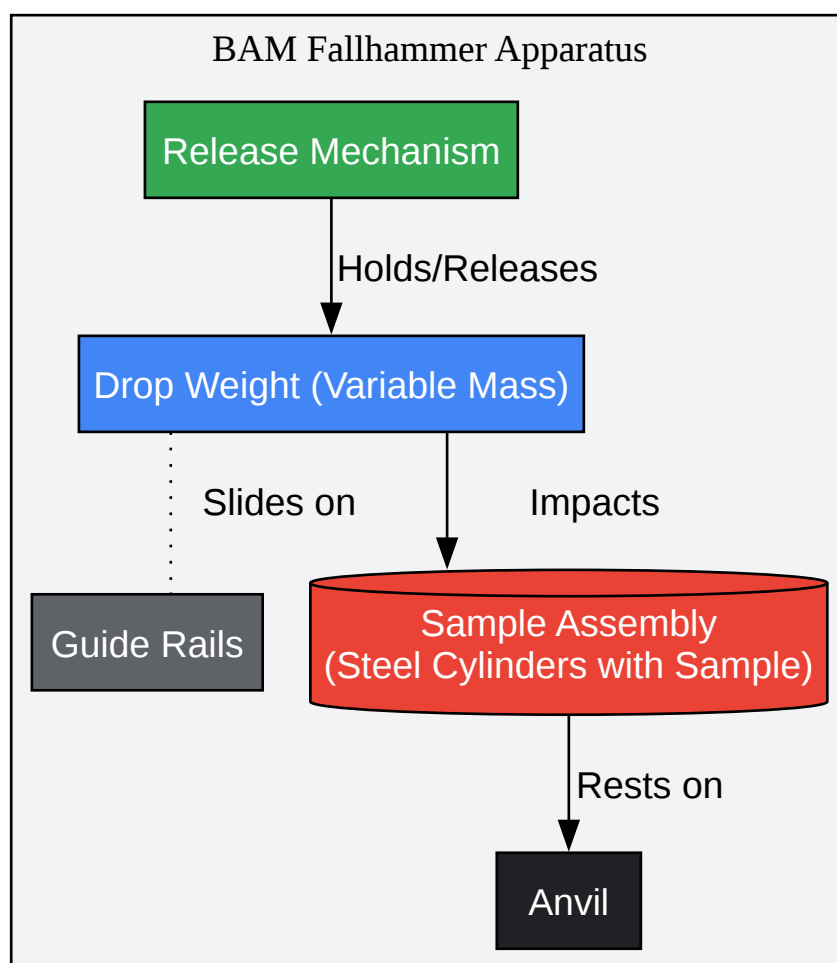 BAM Fallhammer Apparatus
Release Mechanism
Holds/Releases
Drop Weight (Variable Mass)
Slides on
Impacts
Guide Rails
Sample Assembly
(Steel Cylinders with Sample)
Rests on
Anvil